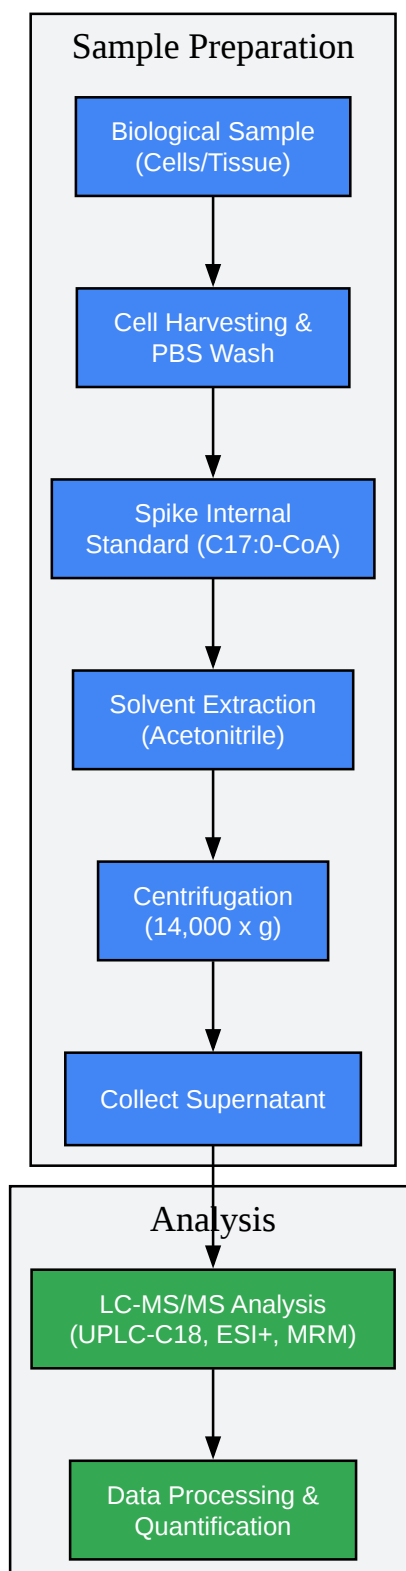 Sample Preparation
Biological Sample
(Cells/Tissue)
Cell Harvesting &
PBS Wash
Spike Internal
Standard (C17:0-CoA)
Solvent Extraction
(Acetonitrile)
Centrifugation
(14,000 x g)
Collect Supernatant
Analysis
LC-MS/MS Analysis
(UPLC-C18, ESI+, MRM)
Data Processing &
Quantification